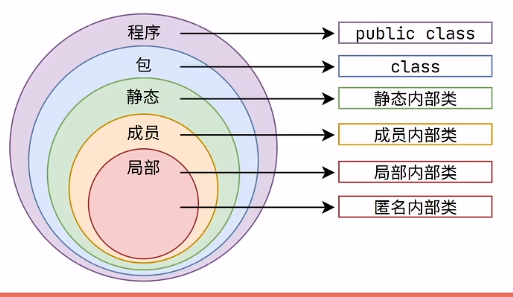 程序
public class
包
class
静态
静态内部类
成员
成员内部类
局部
局部内部类
匿名内部类